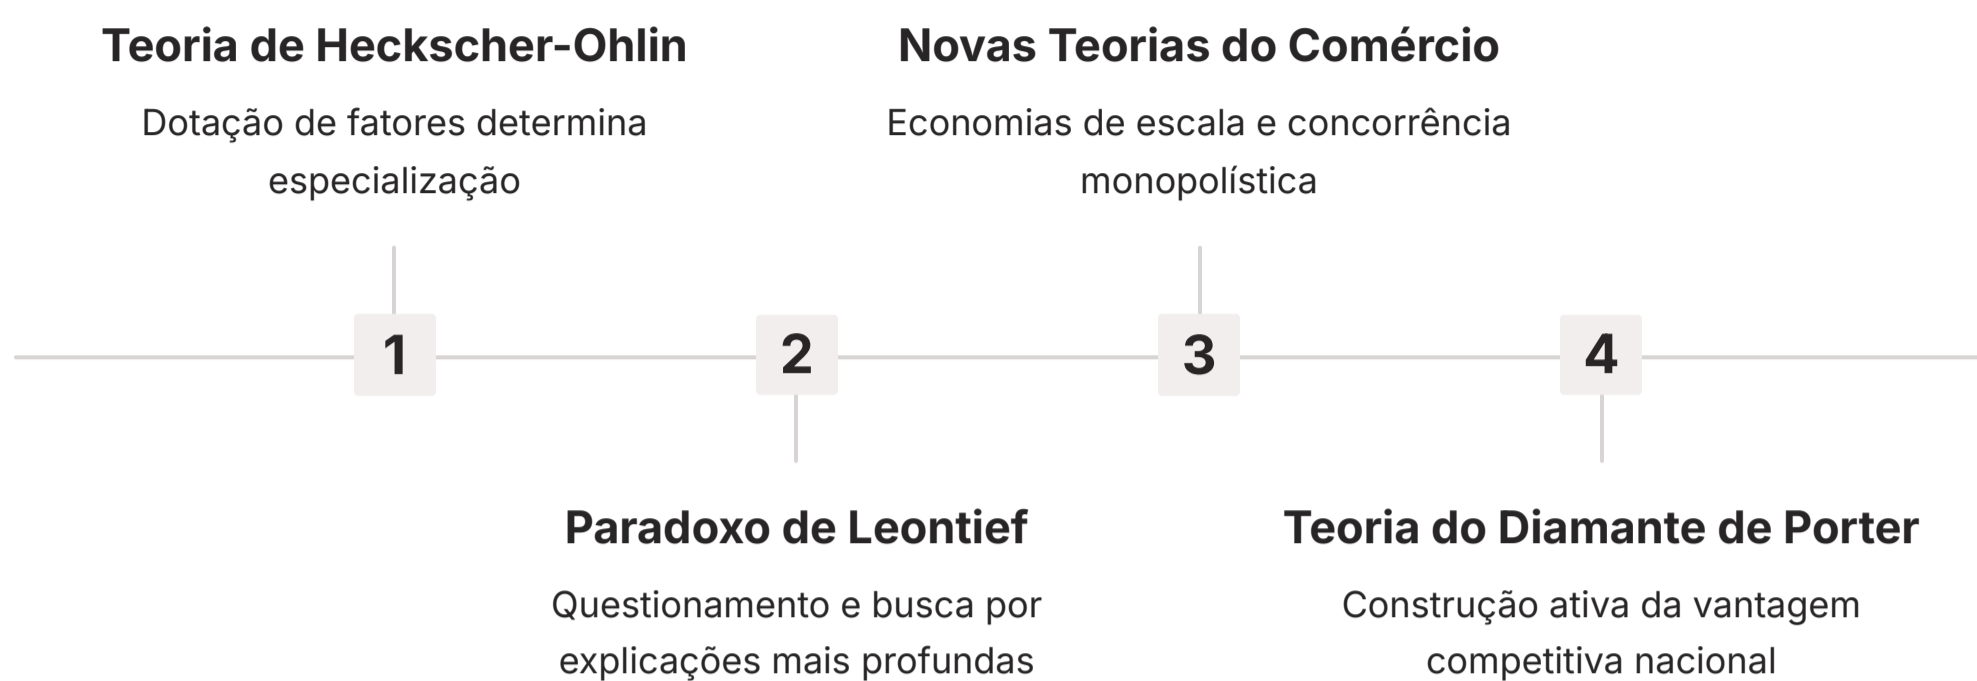 Teoria de Heckscher-Ohlin
Dotação de fatores determina
especialização
1
2
Paradoxo de Leontief
Questionamento e busca por
explicações mais profundas
Novas Teorias do Comércio
Economias de escala e concorrência
monopolística
3
4
Teoria do Diamante de Porter
Construção ativa da vantagem
competitiva nacional